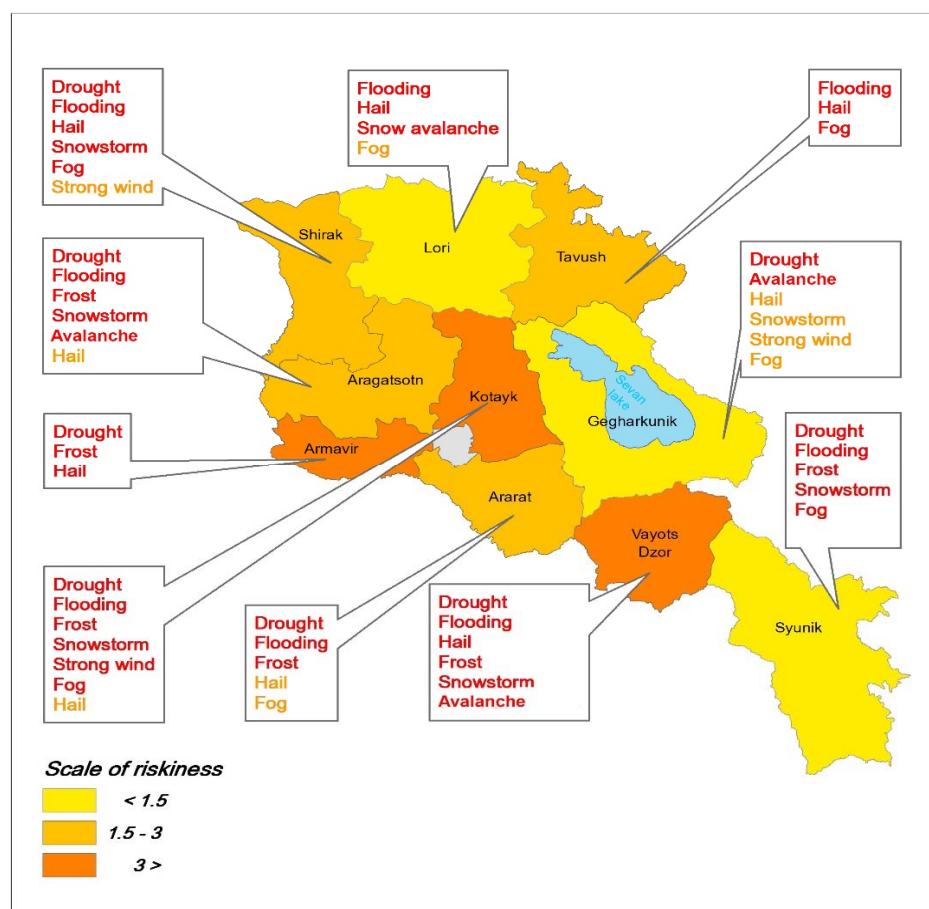 Drought
Flooding
Hail
Snowstorm
Fog
Strong wind
Flooding
Hail
Snow avalanche
Fog
Flooding
Hail
Fog
Shirak
Lori
Tavush
Drought
Flooding
Frost
Snowstorm
Avalanche
Hail
Drought
Avalanche
Hail
Snowstorm
Strong wind
Fog
Aragatsotn
Kotayk
Sevan
lake
Gegharkunik
Drought
Frost
Hail
Armavir
Ararat
Drought
Flooding
Frost
Snowstorm
Fog
Vayots
Dzor
Syunik
Drought
Flooding
Frost
Snowstorm
Strong wind
Fog
Hail
Drought
Flooding
Frost
Hail
Fog
Drought
Flooding
Hail
Frost
Snowstorm
Avalanche
Scale of riskiness
< 1.5
1.5 - 3
3 >